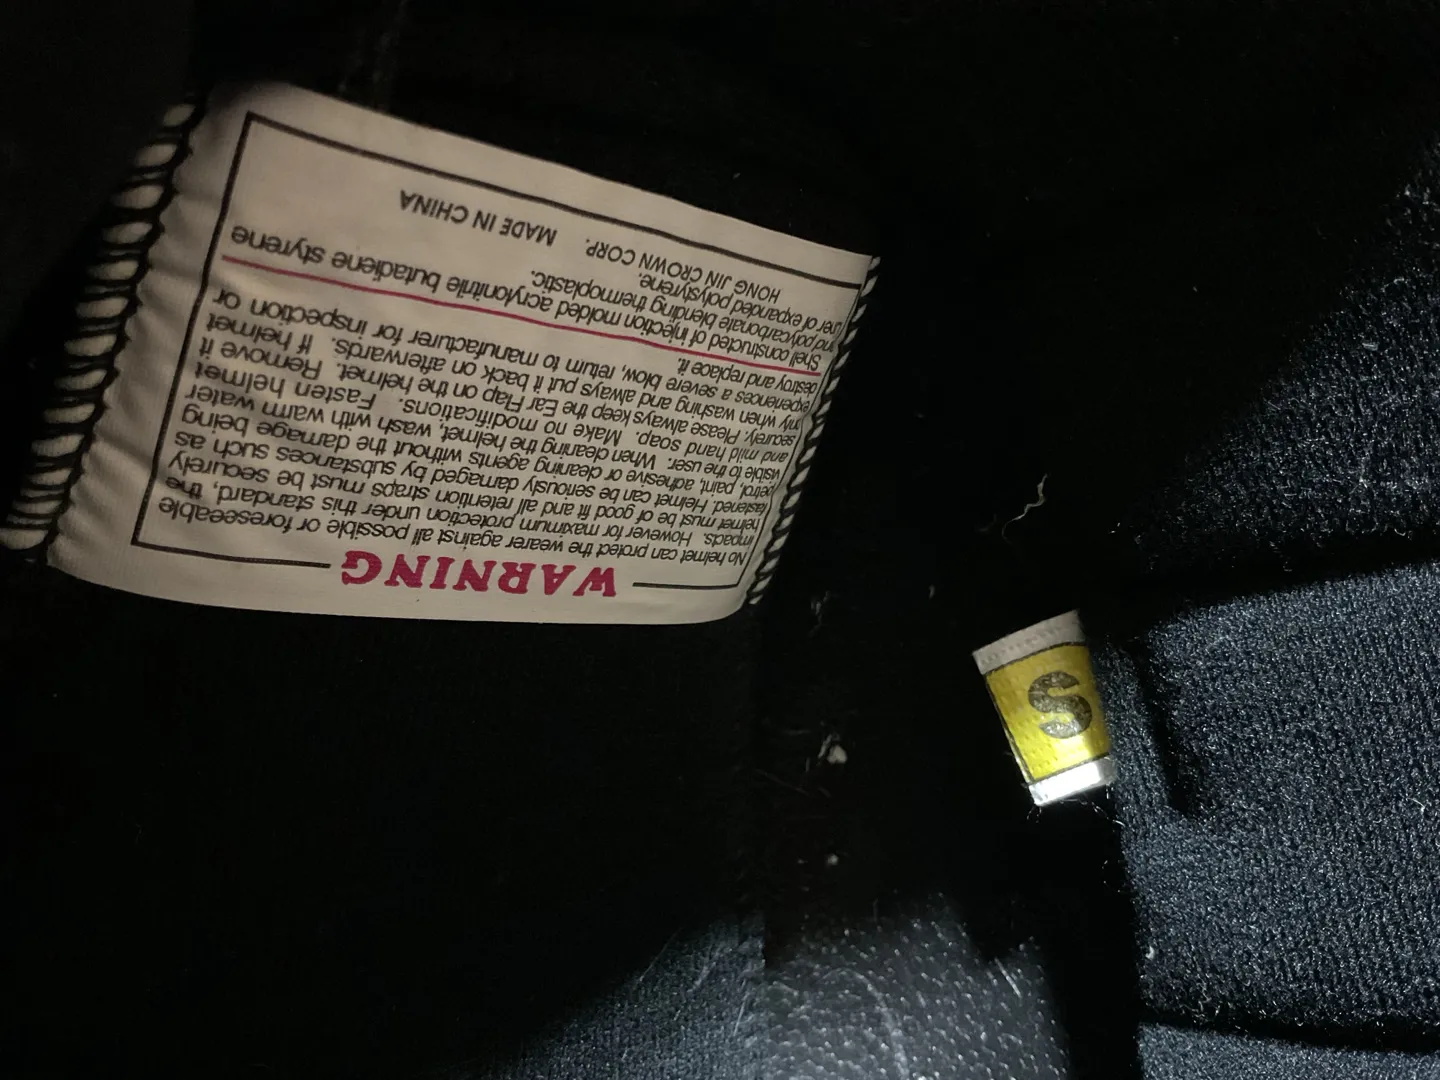 WARNING
No helmet can protect the wearer against all possible or foreseeable
impacts. However for maximum protection under this standard, the
helmet must be of good fit and all retention straps must be securely
fastened. Helmet can be seriously damaged by substances such as
petrol, paint, adhesive or cleaning agents without the damage being
visible to the user. When cleaning the helmet, wash with warm water
and mild hand soap. Make no modifications. Fasten helmet
securely. Please always keep the Ear Flap on the helmet. Remove it
only when washing and always put it back on afterwards. If helmet
experiences a severe blow, return to manufacturer for inspection or
destroy and replace it.
Shell constructed of injection molded acrylonitrile butadiene styrene
and polycarbonate blending thermoplastic.
of expanded polystyrene.
HONG JIN CROWN CORP. MADE IN CHINA
S